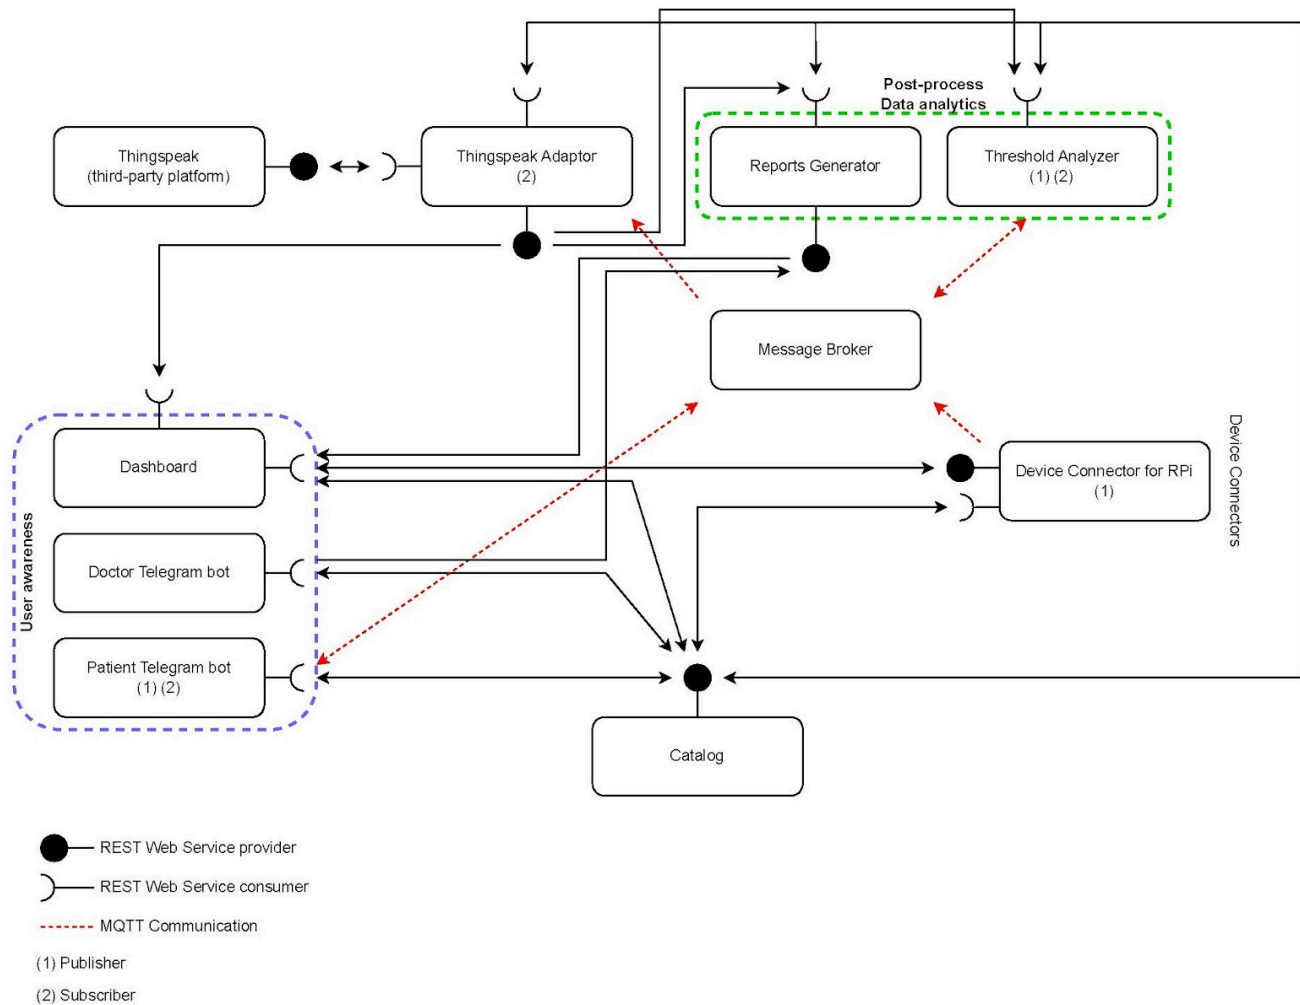 Post-process
Data analytics
Thingspeak
(third-party platform)
Thingspeak Adaptor
(2)
Reports Generator
Threshold Analyzer
(1) (2)
Message Broker
User awareness
Dashboard
Device Connector for RPi
(1)
Device Connectors
Doctor Telegram bot
Patient Telegram bot
(1) (2)
Catalog
REST Web Service provider
REST Web Service consumer
MQTT Communication
(1) Publisher
(2) Subscriber